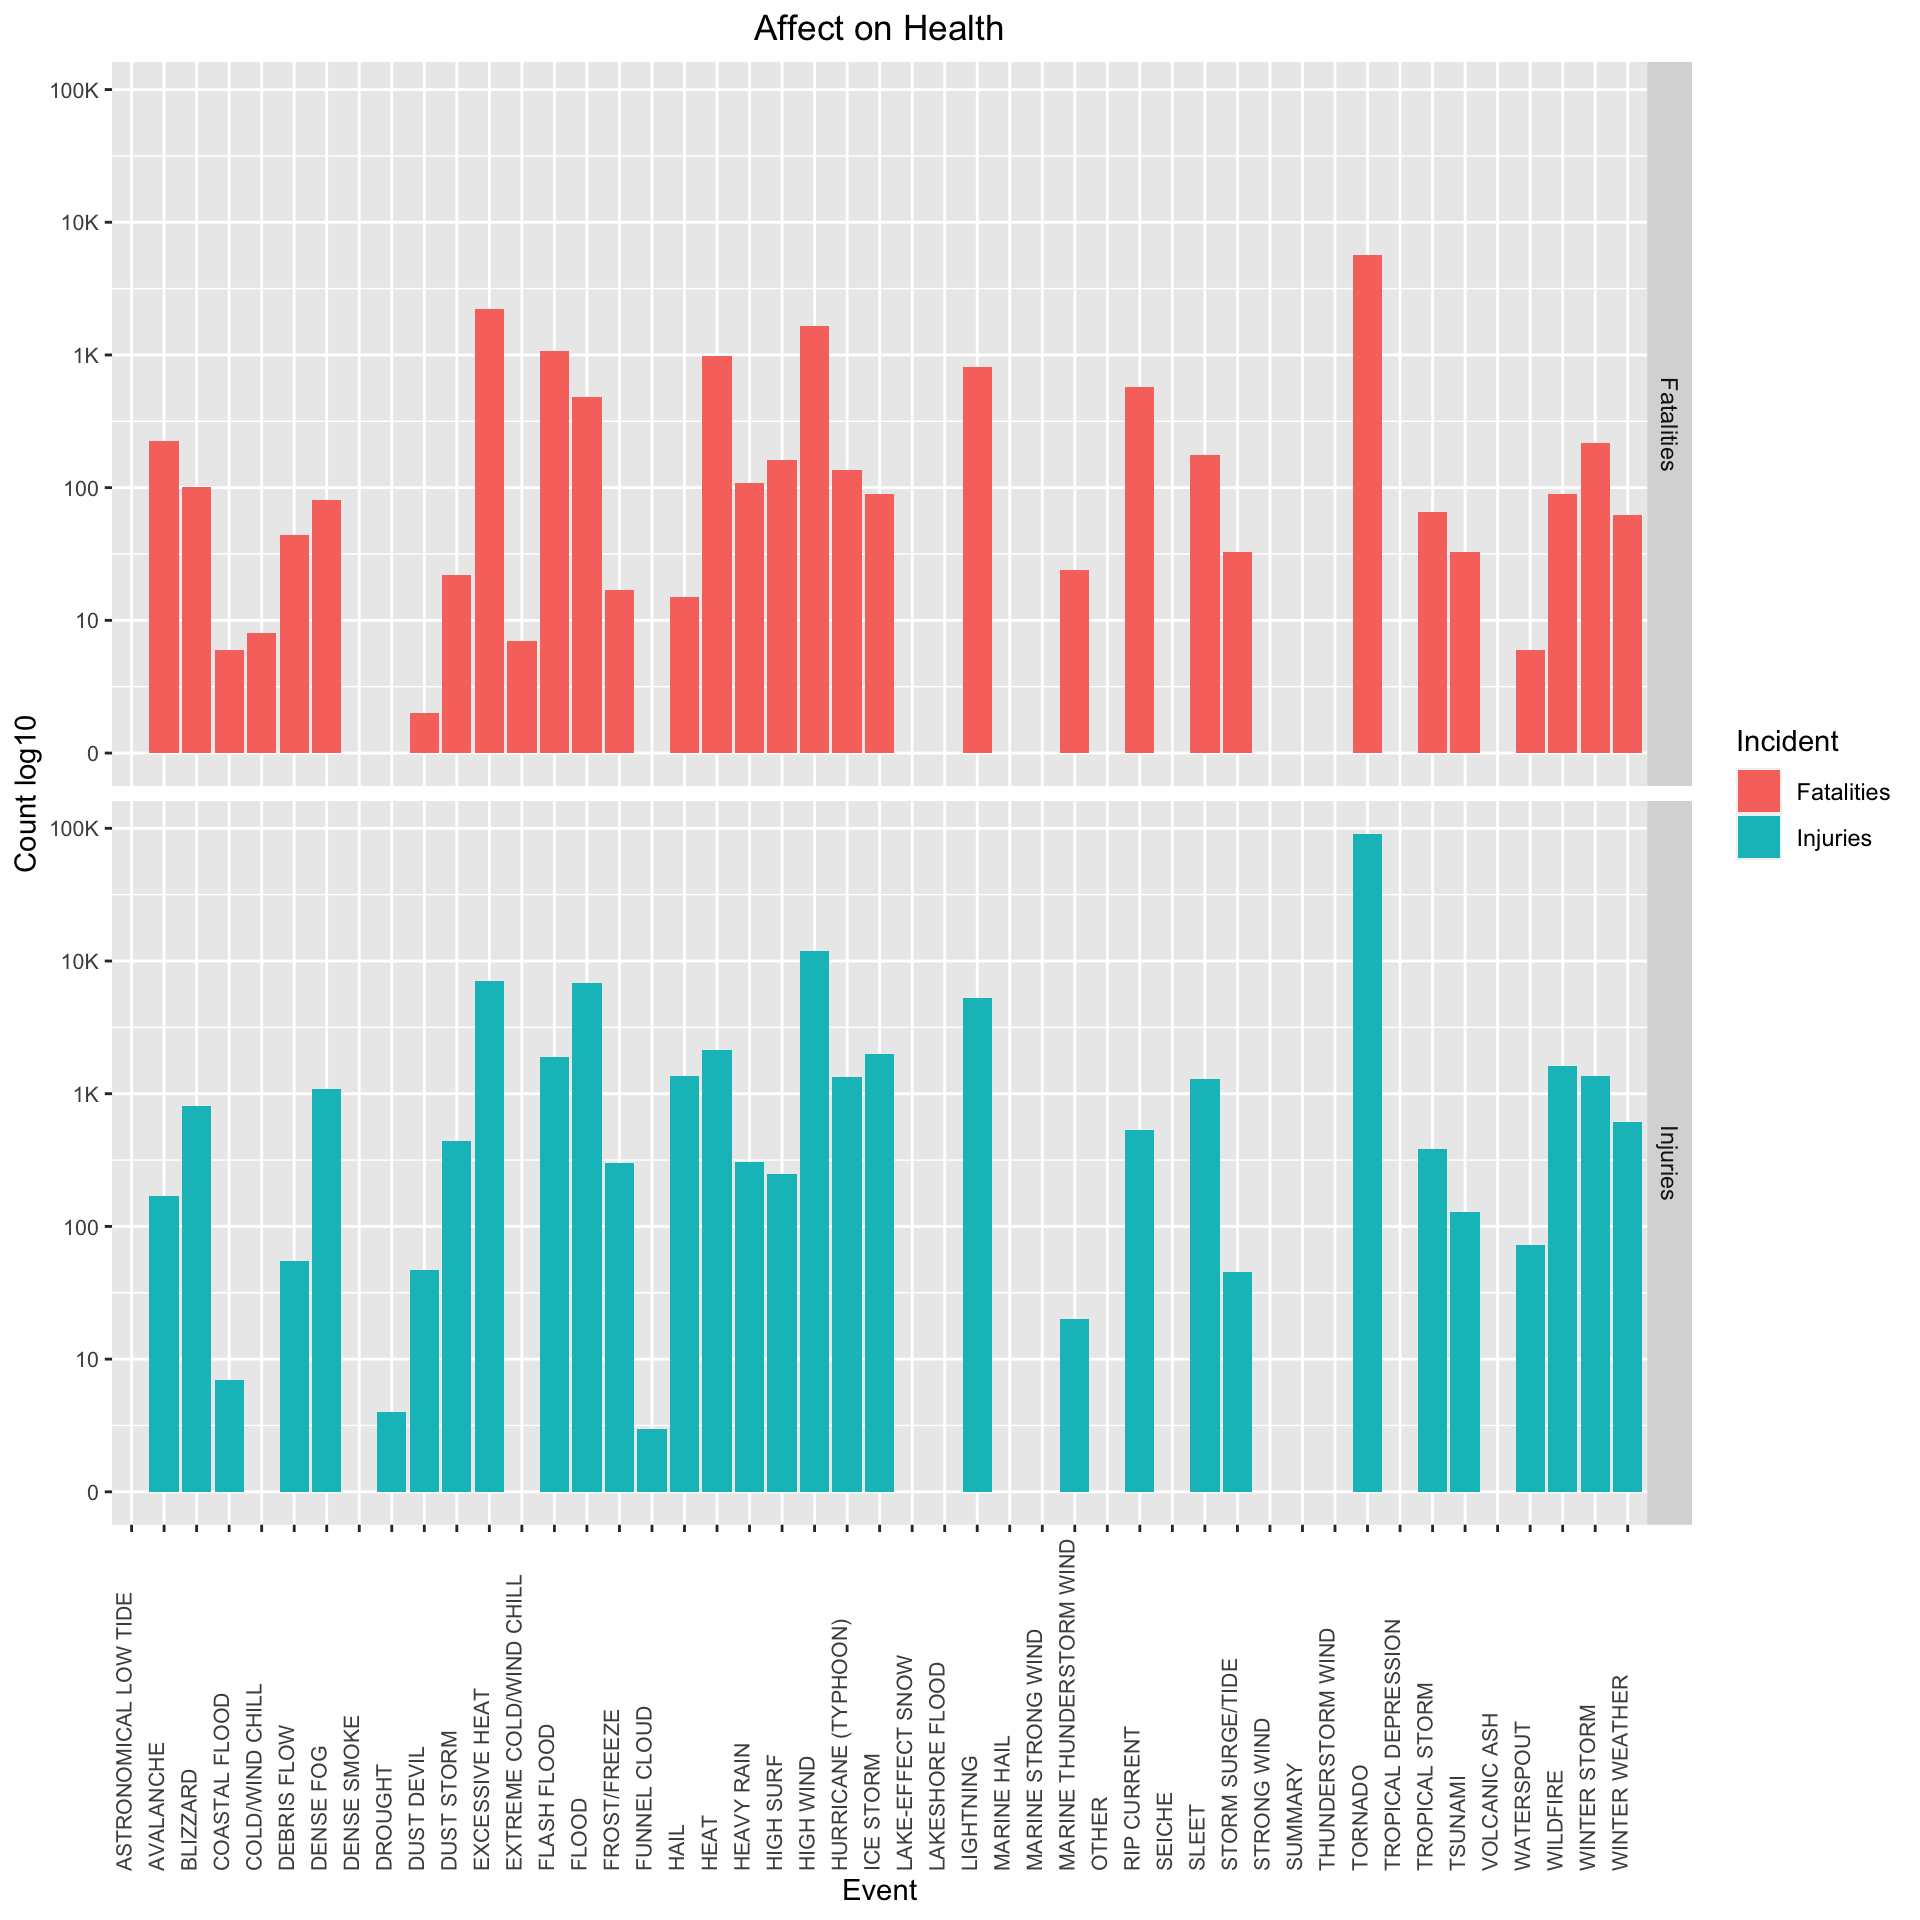 Affect on Health
Count log10
100K
10K
1K
100
10
0
Fatalities
100K
10K
1K
100
10
0
Injuries
ASTRONOMICAL LOW TIDE
AVALANCHE
BLIZZARD
COASTAL FLOOD
COLD/WIND CHILL
DEBRIS FLOW
DENSE FOG
DENSE SMOKE
DROUGHT
DUST DEVIL
DUST STORM
EXCESSIVE HEAT
EXTREME COLD/WIND CHILL
FLASH FLOOD
FLOOD
FROST/FREEZE
FUNNEL CLOUD
HAIL
HEAT
HEAVY RAIN
HIGH SURF
HIGH WIND
HURRICANE (TYPHOON)
ICE STORM
LAKE-EFFECT SNOW
LAKESHORE FLOOD
LIGHTNING
MARINE HAIL
MARINE STRONG WIND
MARINE THUNDERSTORM WIND
OTHER
RIP CURRENT
SEICHE
SLEET
STORM SURGE/TIDE
STRONG WIND
SUMMARY
THUNDERSTORM WIND
TORNADO
TROPICAL DEPRESSION
TROPICAL STORM
TSUNAMI
VOLCANIC ASH
WATERSPOUT
WILDFIRE
WINTER STORM
WINTER WEATHER
Event
Incident
Fatalities
Injuries